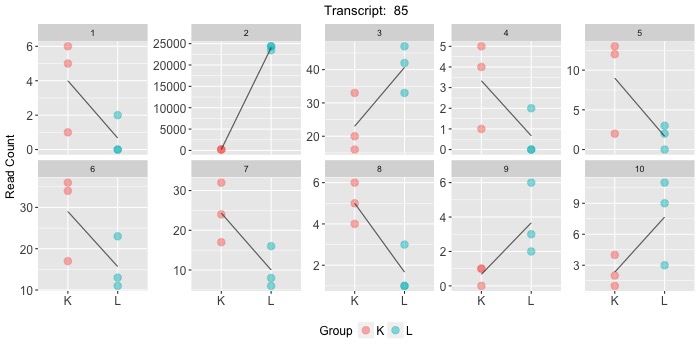 Transcript: 85
1 2 3 4 5
6 25000 5 
4 20000 40 4 10
15000 3
2 10000 30 2 5
5000 20 1
0 0 0 0
Read Count
6 7 8 9 10
30 30 6 6 9
20 20 4 4 6
10 10 2 2 3
0
K L K L K L K L K L
Group K L